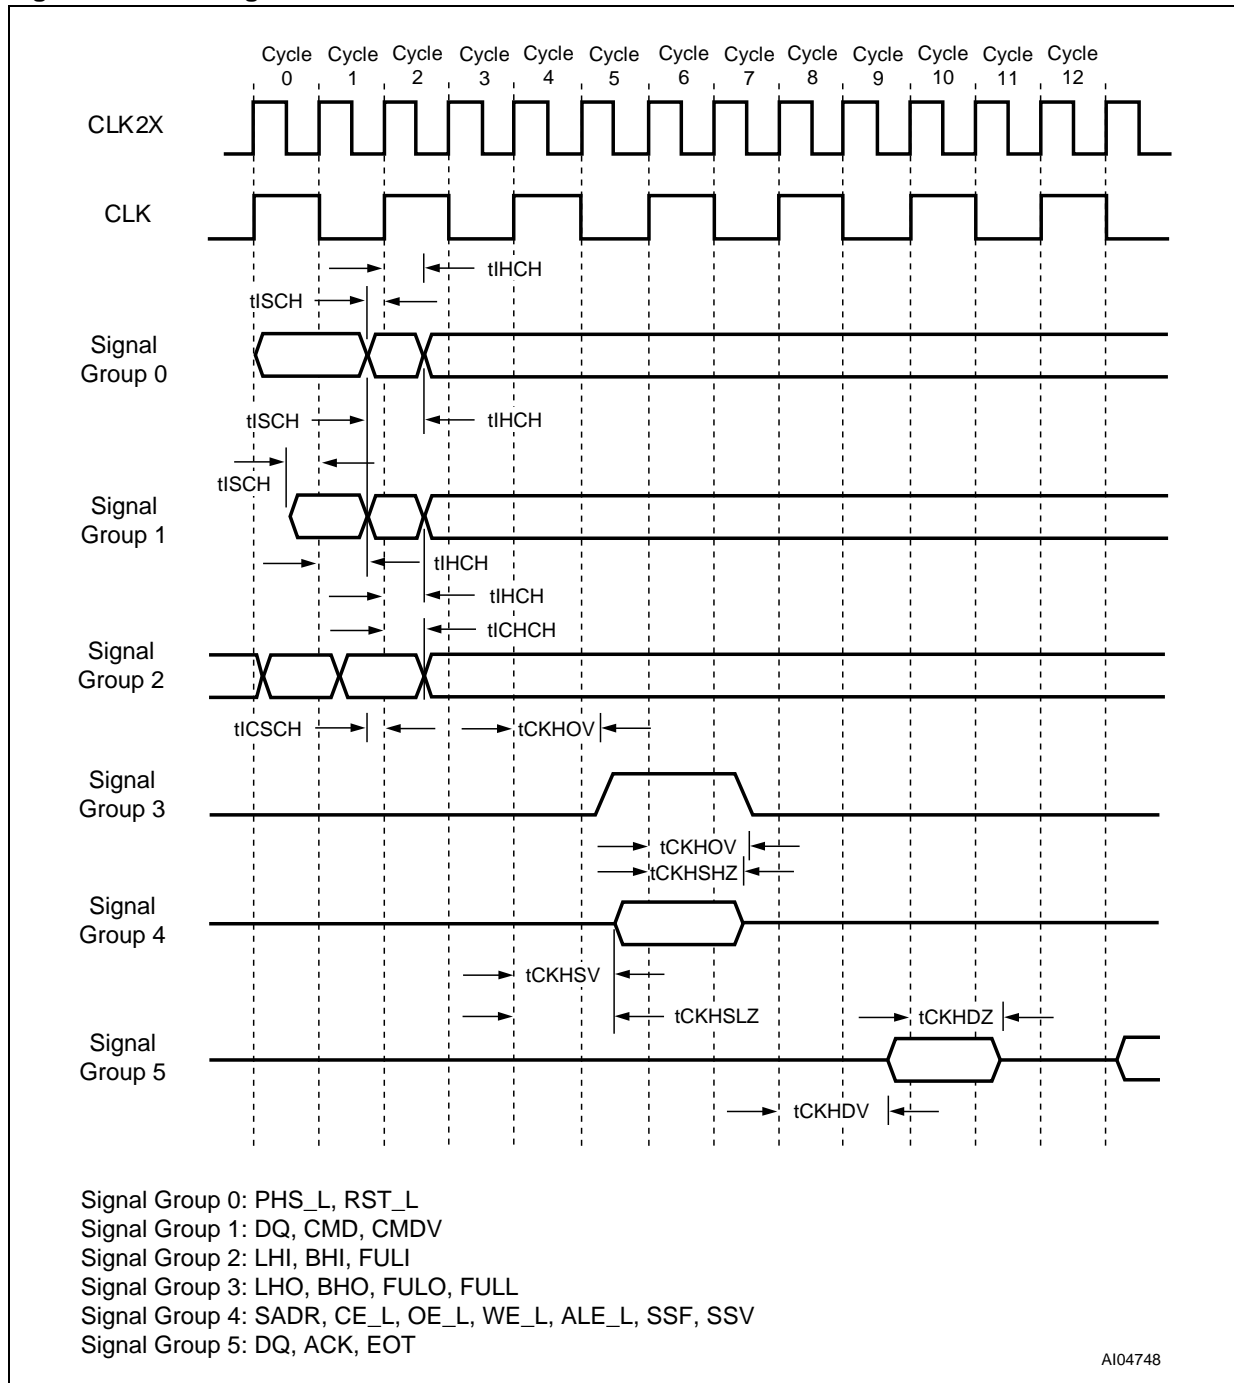 Cycle 0 Cycle 1 Cycle 2 Cycle 3 Cycle 4 Cycle 5 Cycle 6 Cycle 7 Cycle 8 Cycle 9 Cycle 10 Cycle 11 Cycle 12
CLK2X
CLK
tIHCH
tISCH
Signal
Group 0
tISCH
tIHCH
tISCH
Signal
Group 1
tIHCH
tIHCH
tICHCH
Signal
Group 2
tICSCH
tCKHOV
Signal
Group 3
tCKHOV
tCKHSHZ
Signal
Group 4
tCKHSV
tCKHSLZ
tCKHDZ
Signal
Group 5
tCKHDV
Signal Group 0: PHS_L, RST_L
Signal Group 1: DQ, CMD, CMDV
Signal Group 2: LHI, BHI, FULI
Signal Group 3: LHO, BHO, FULO, FULL
Signal Group 4: SADR, CE_L, OE_L, WE_L, ALE_L, SSF, SSV
Signal Group 5: DQ, ACK, EOT
AI04748